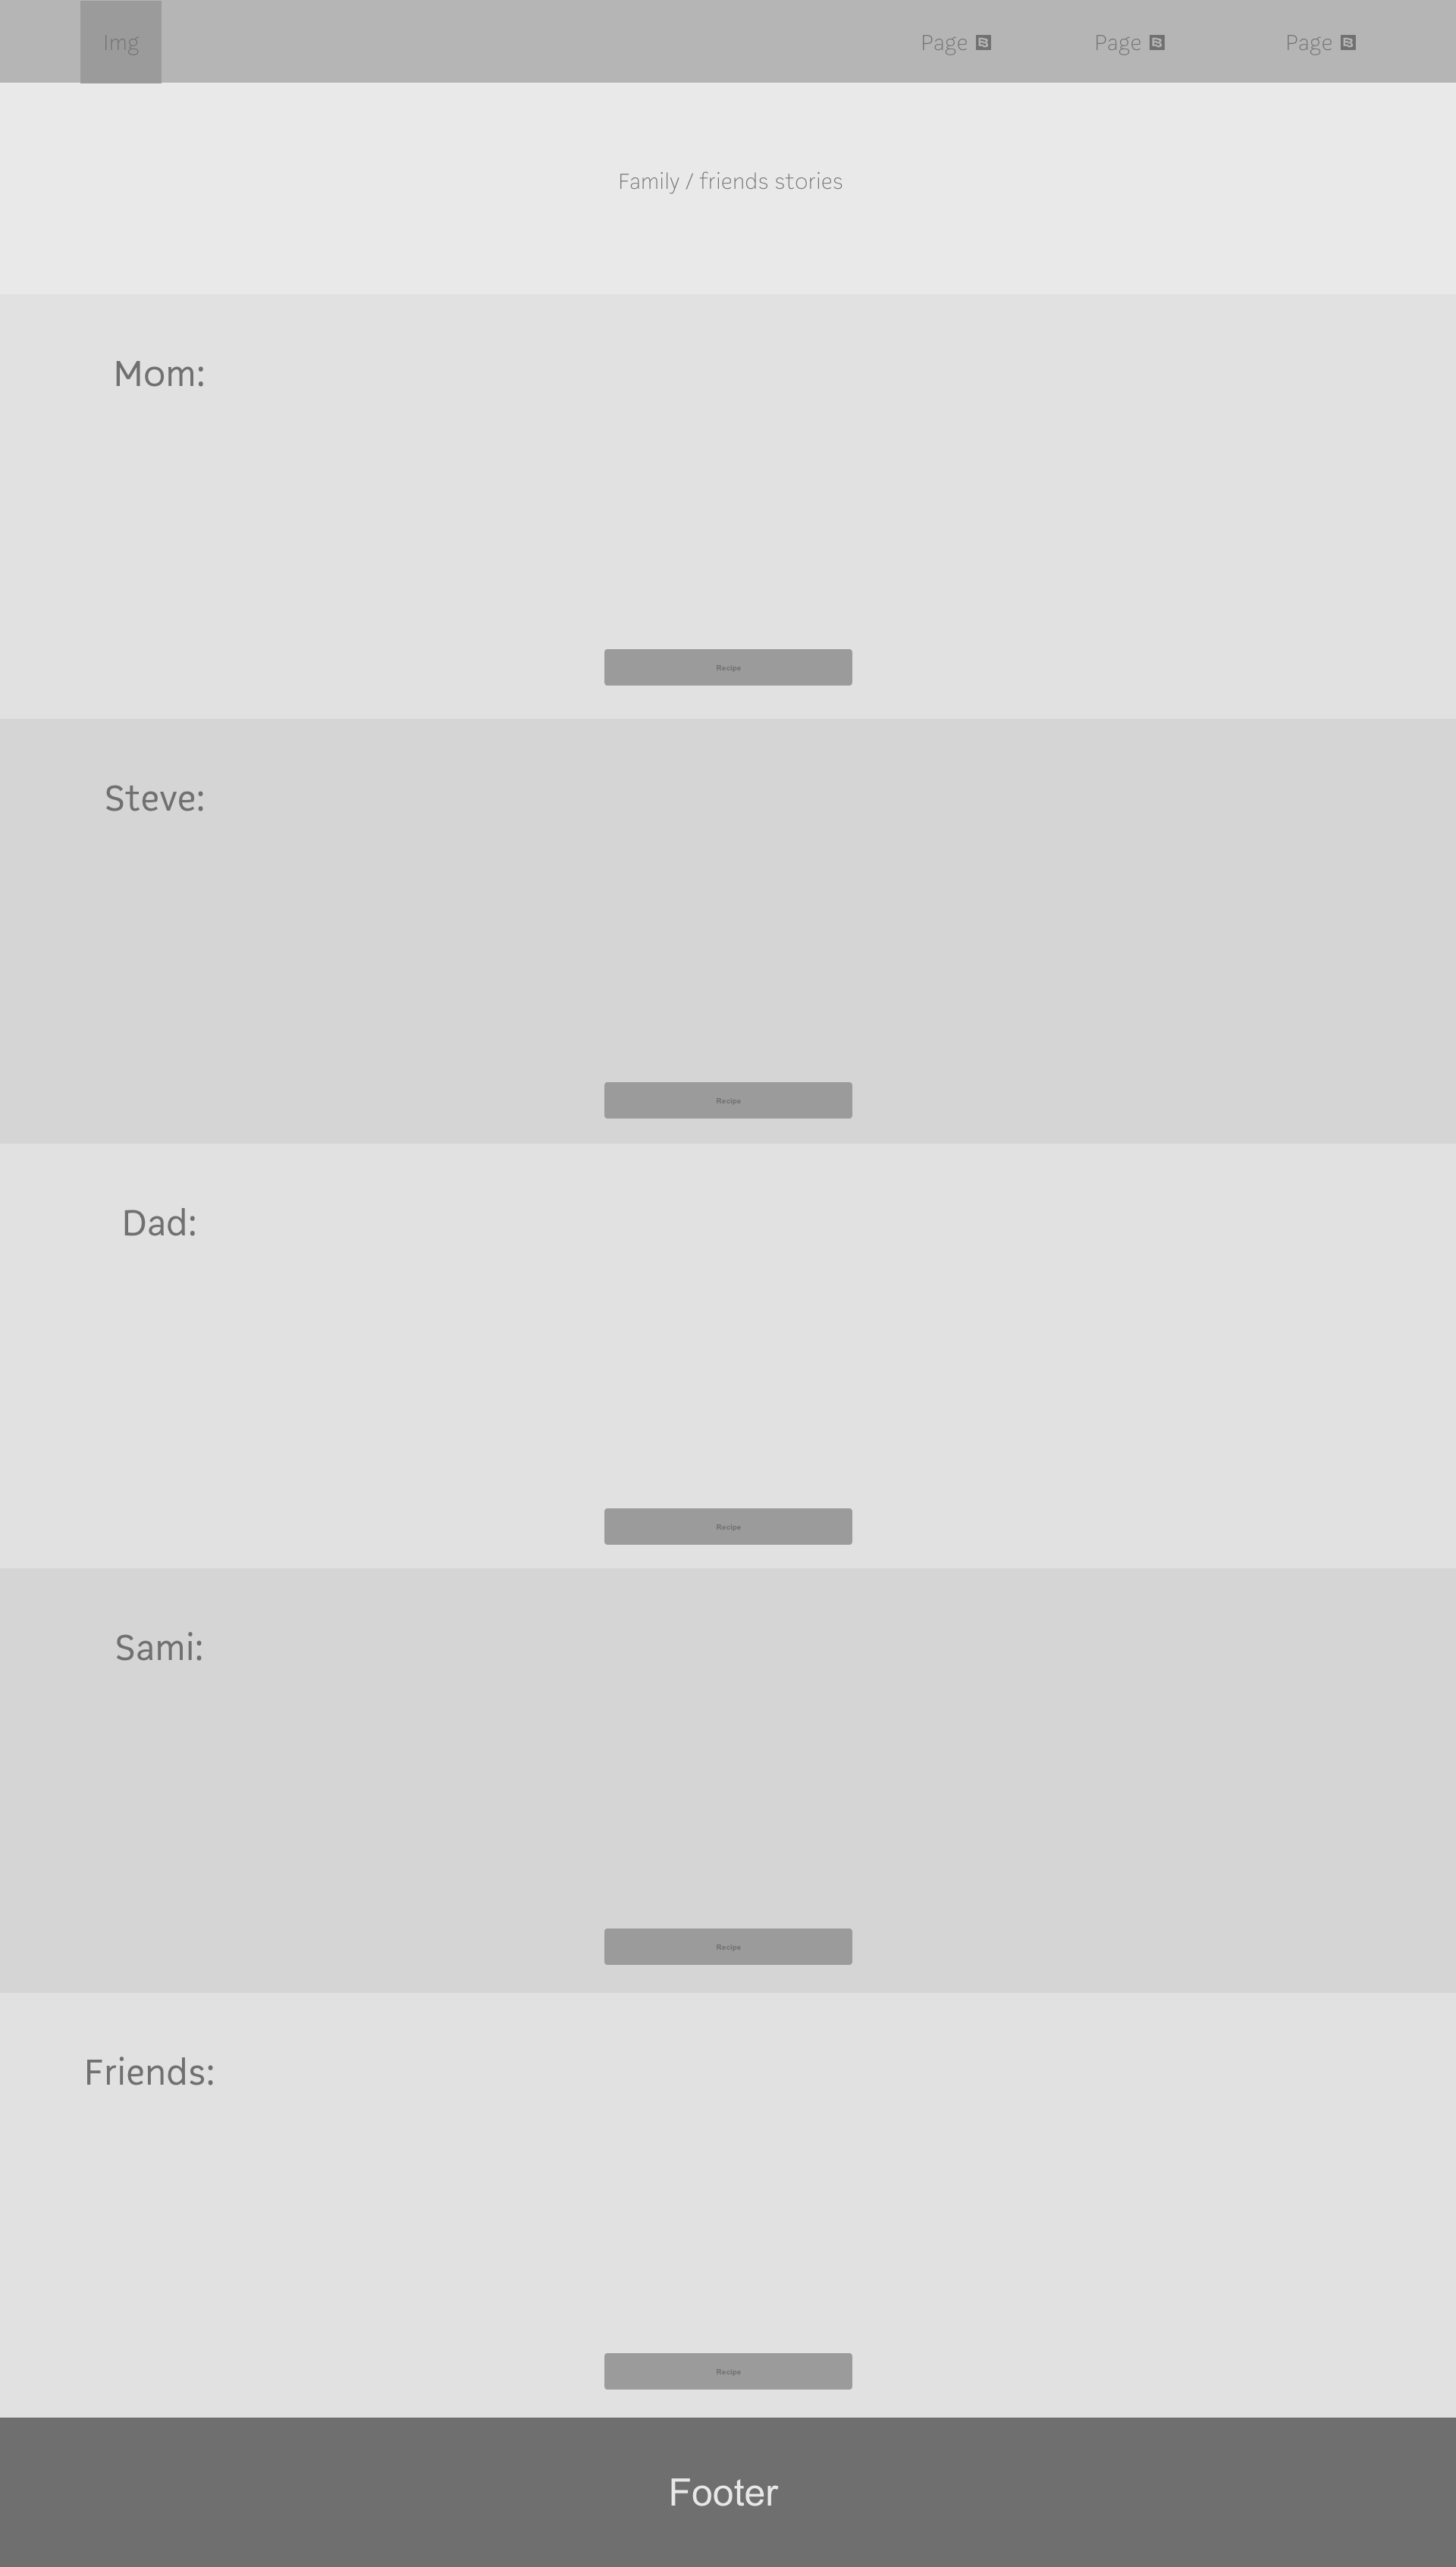 Img
Page
Page
Page
Family / friends stories
Mom:
Recipe
Steve:
Recipe
Dad:
Recipe
Sami:
Recipe
Friends:
Recipe
Footer